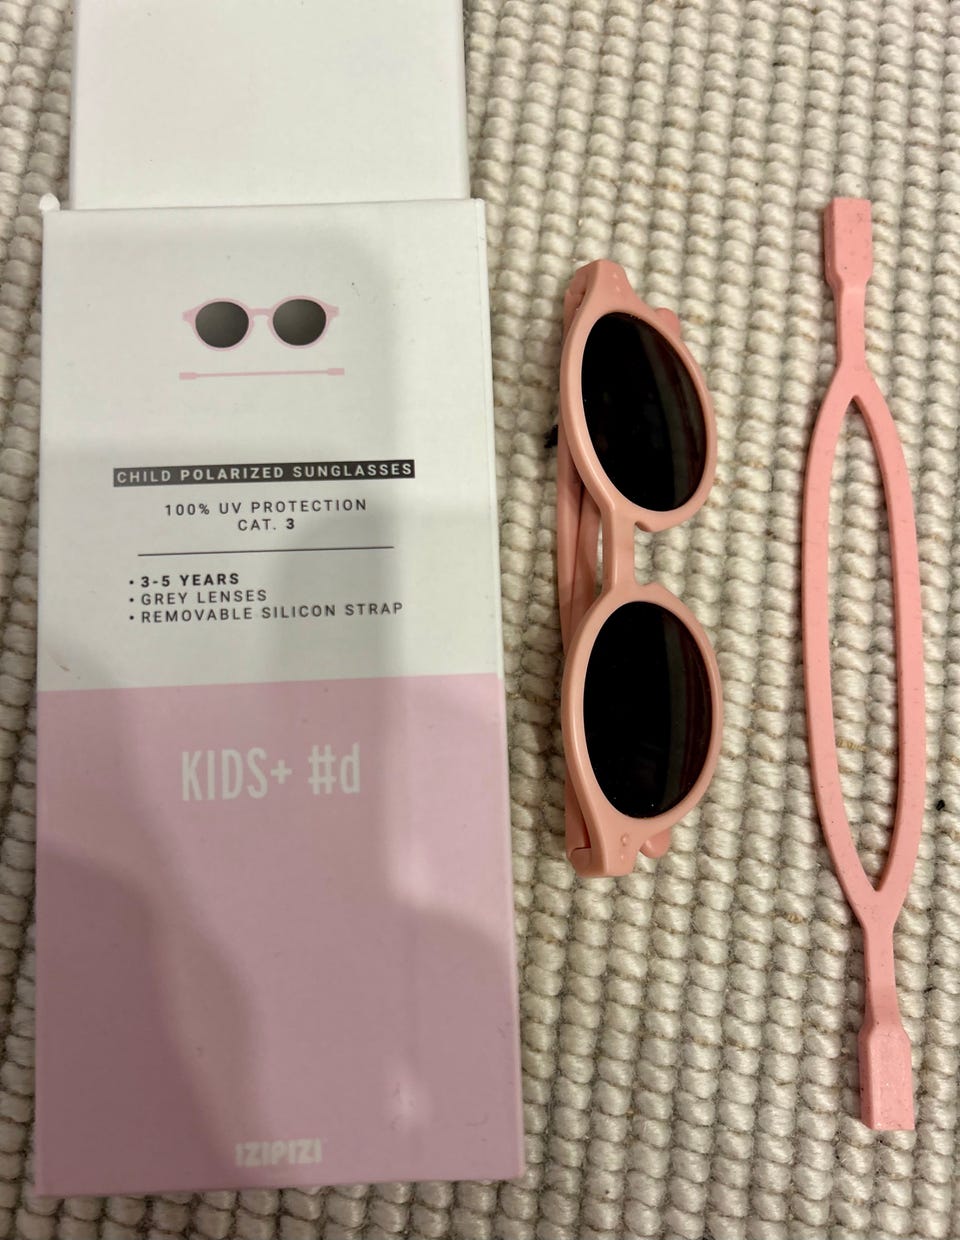 CHILD POLARIZED SUNGLASSES
100% UV PROTECTION
CAT. 3
• 3-5 YEARS
• GREY LENSES
• REMOVABLE SILICON STRAP
KIDS+ #d
IZIPIZI